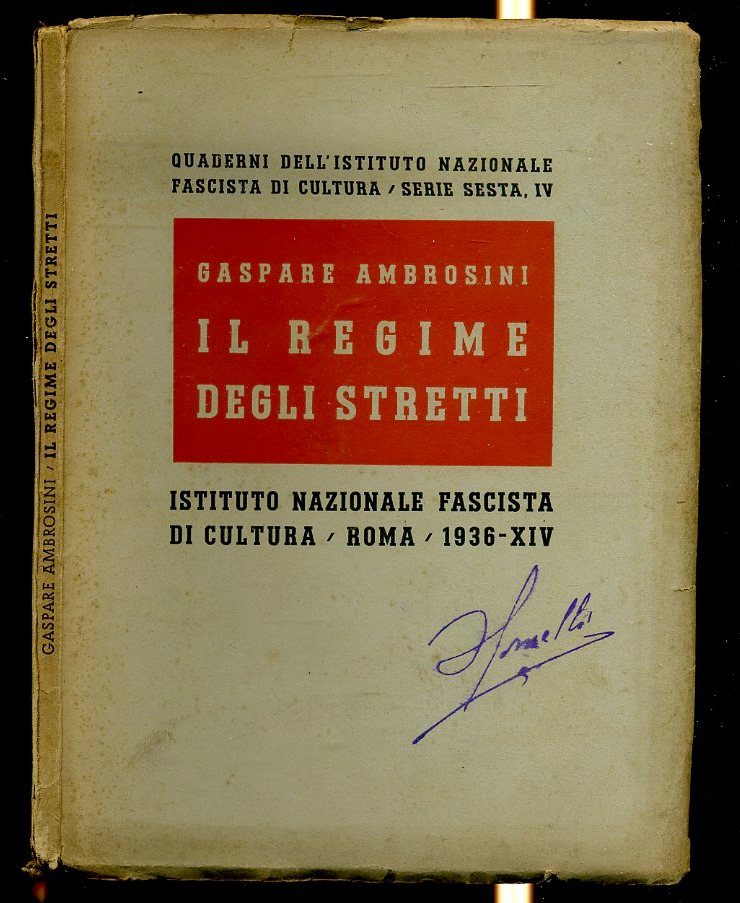 QUADERNI DELL'ISTITUTO NAZIONALE
FASCISTA DI CULTURA / SERIE SESTA, IV
GASPARE AMBROSINI
IL REGIME
DEGLI STRETTI
ISTITUTO NAZIONALE FASCISTA
DI CULTURA / ROMA / 1936-XIV
GASPARE AMBROSINI / IL REGIME DEGLI STRETTI